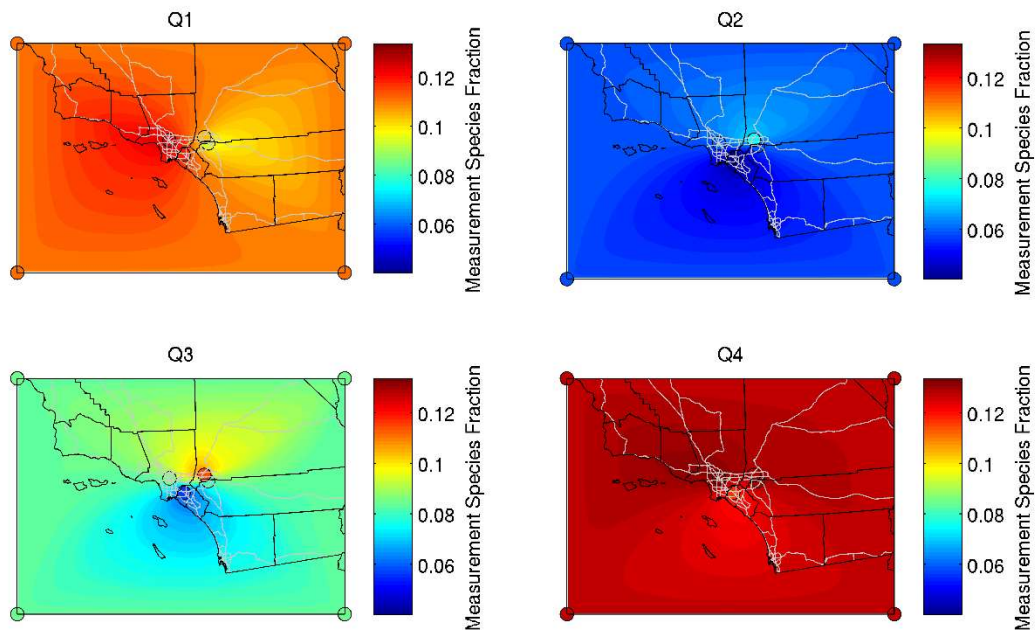 Q1
0.12
0.1
0.08
0.06
Measurement Species Fraction
Q2
0.12
0.1
0.08
0.06
Measurement Species Fraction
Q3
0.12
0.1
0.08
0.06
Measurement Species Fraction
Q4
0.12
0.1
0.08
0.06
Measurement Species Fraction